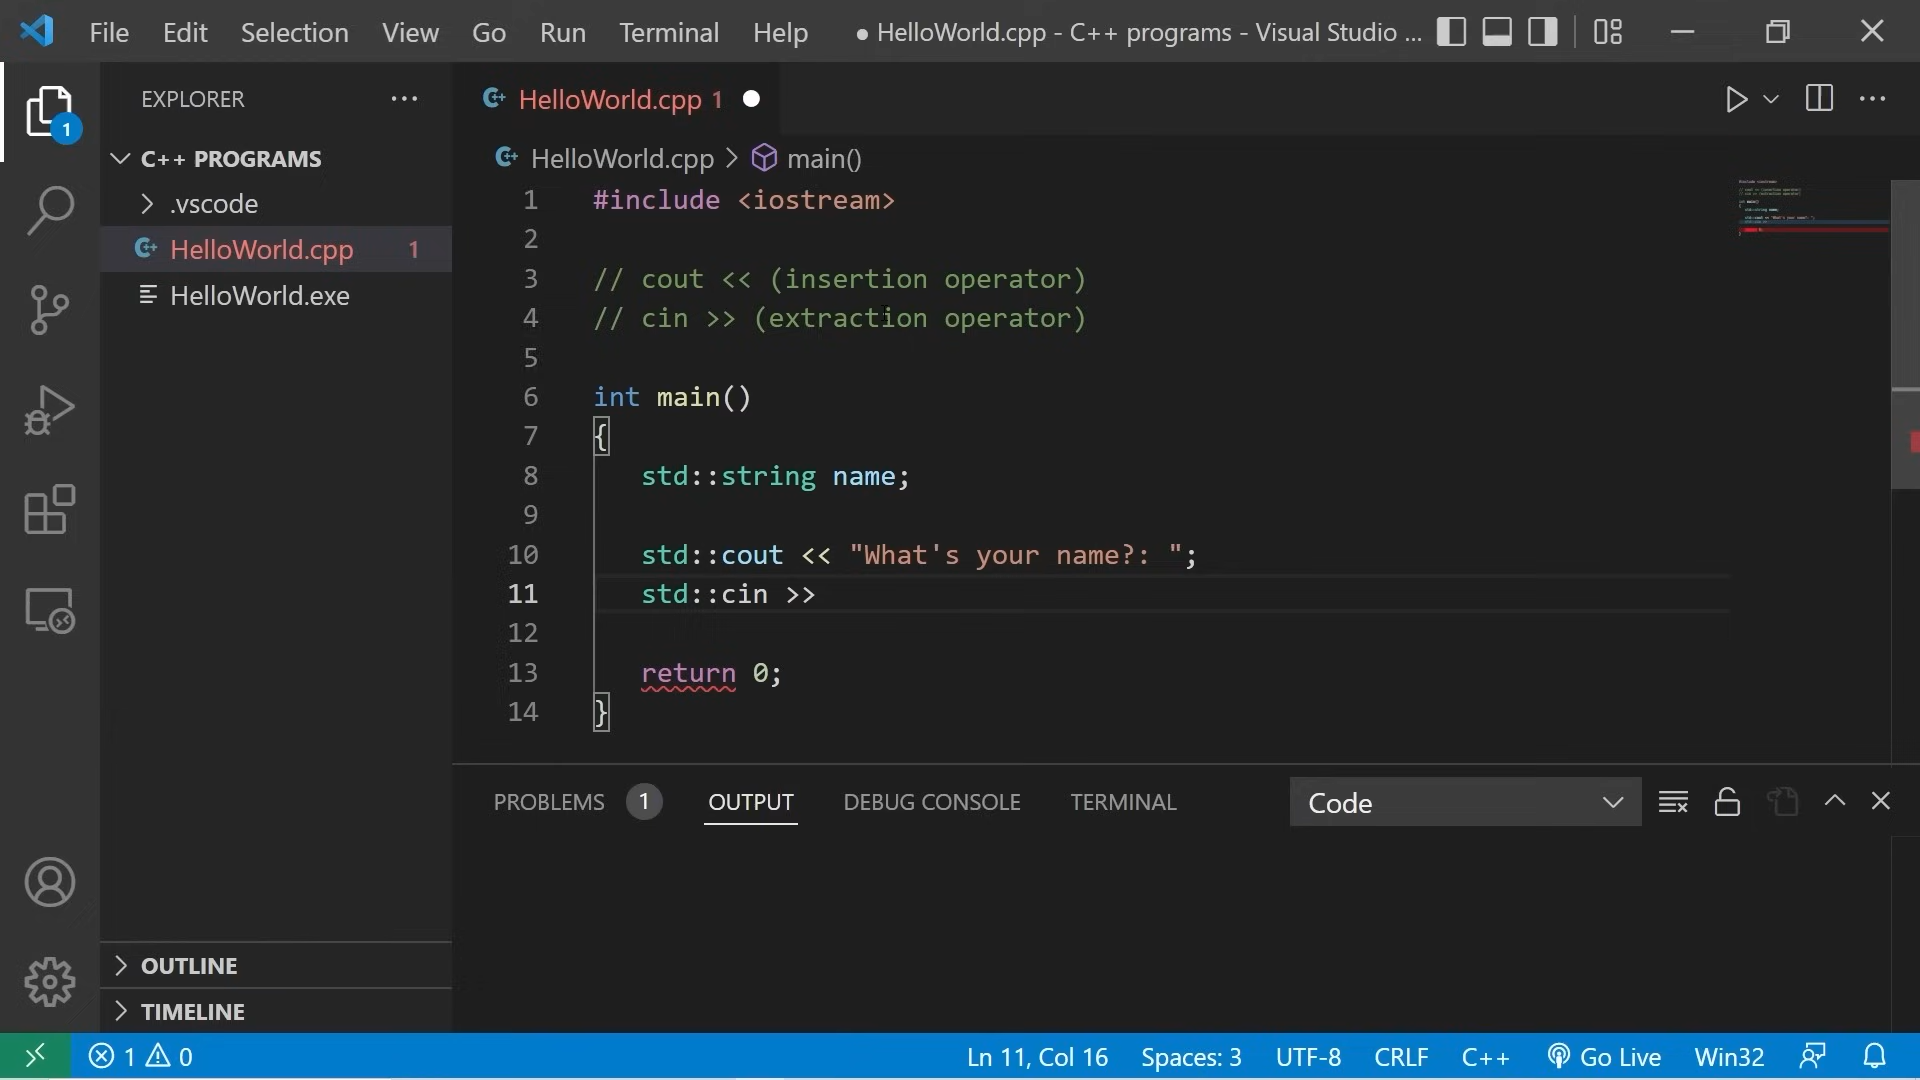 File Edit Selection View Go Run Terminal Help ● HelloWorld.cpp - C++ programs - Visual Studio ...
1
EXPLORER ...
C++ PROGRAMS
.vscode
HelloWorld.cpp 1
HelloWorld.exe
OUTLINE
TIMELINE
HelloWorld.cpp 1
HelloWorld.cpp > main()
1 #include <iostream>
2
3 // cout << (insertion operator)
4 // cin >> (extraction operator)
5
6 int main()
7 {
8 std::string name;
9
10 std::cout << "What's your name?: ";
11 std::cin >>
12
13 return 0;
14 }
PROBLEMS 1 OUTPUT DEBUG CONSOLE TERMINAL Code
1 0 Ln 11, Col 16 Spaces: 3 UTF-8 CRLF C++ Go Live Win32